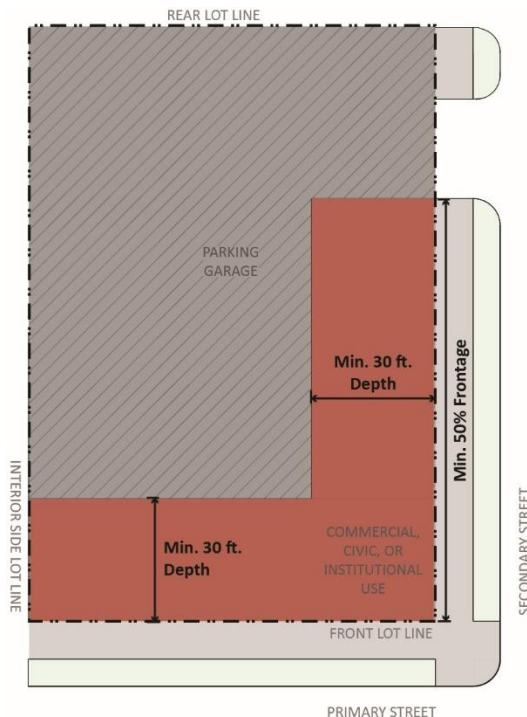 REAR LOT LINE
PARKING
GARAGE
Min. 30 ft.
Depth
Min. 50% Frontage
INTERIOR SIDE LOT LINE
Min. 30 ft.
Depth
COMMERCIAL,
CIVIC, OR
INSTITUTIONAL
USE
SECONDARY STREET
FRONT LOT LINE
PRIMARY STREET